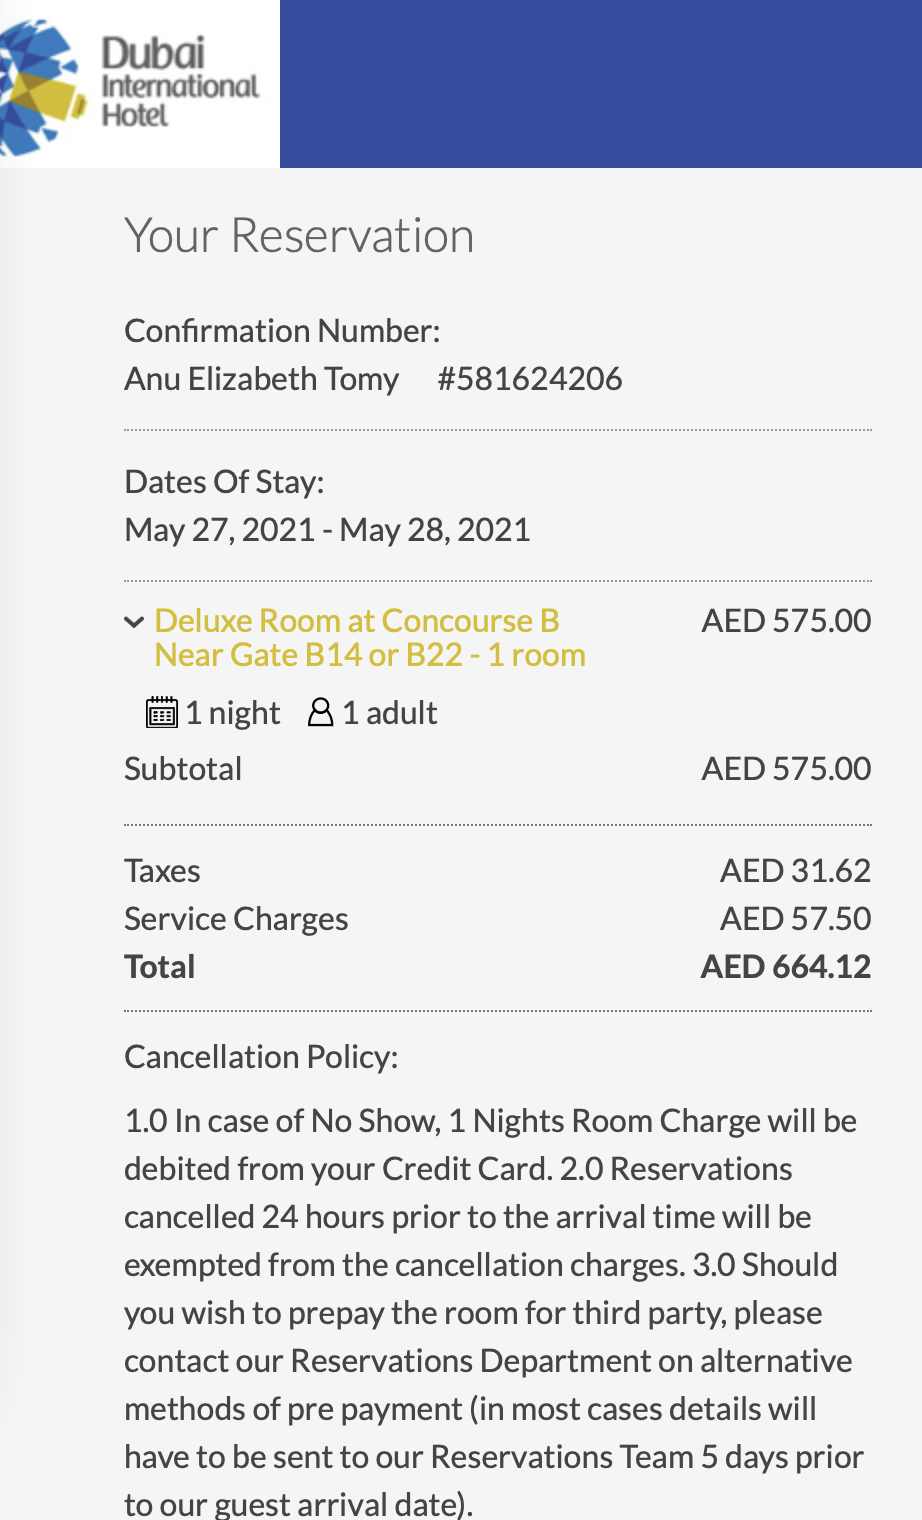 Dubai
International
Hotel
Your Reservation
Confirmation Number:
Anu Elizabeth Tomy #581624206
Dates Of Stay:
May 27, 2021 - May 28, 2021
Deluxe Room at Concourse B AED 575.00
Near Gate B14 or B22 - 1 room
1 night 1 adult
Subtotal AED 575.00
Taxes AED 31.62
Service Charges AED 57.50
Total AED 664.12
Cancellation Policy:
1.0 In case of No Show, 1 Nights Room Charge will be
debited from your Credit Card. 2.0 Reservations
cancelled 24 hours prior to the arrival time will be
exempted from the cancellation charges. 3.0 Should
you wish to prepay the room for third party, please
contact our Reservations Department on alternative
methods of pre payment (in most cases details will
have to be sent to our Reservations Team 5 days prior
to our guest arrival date).